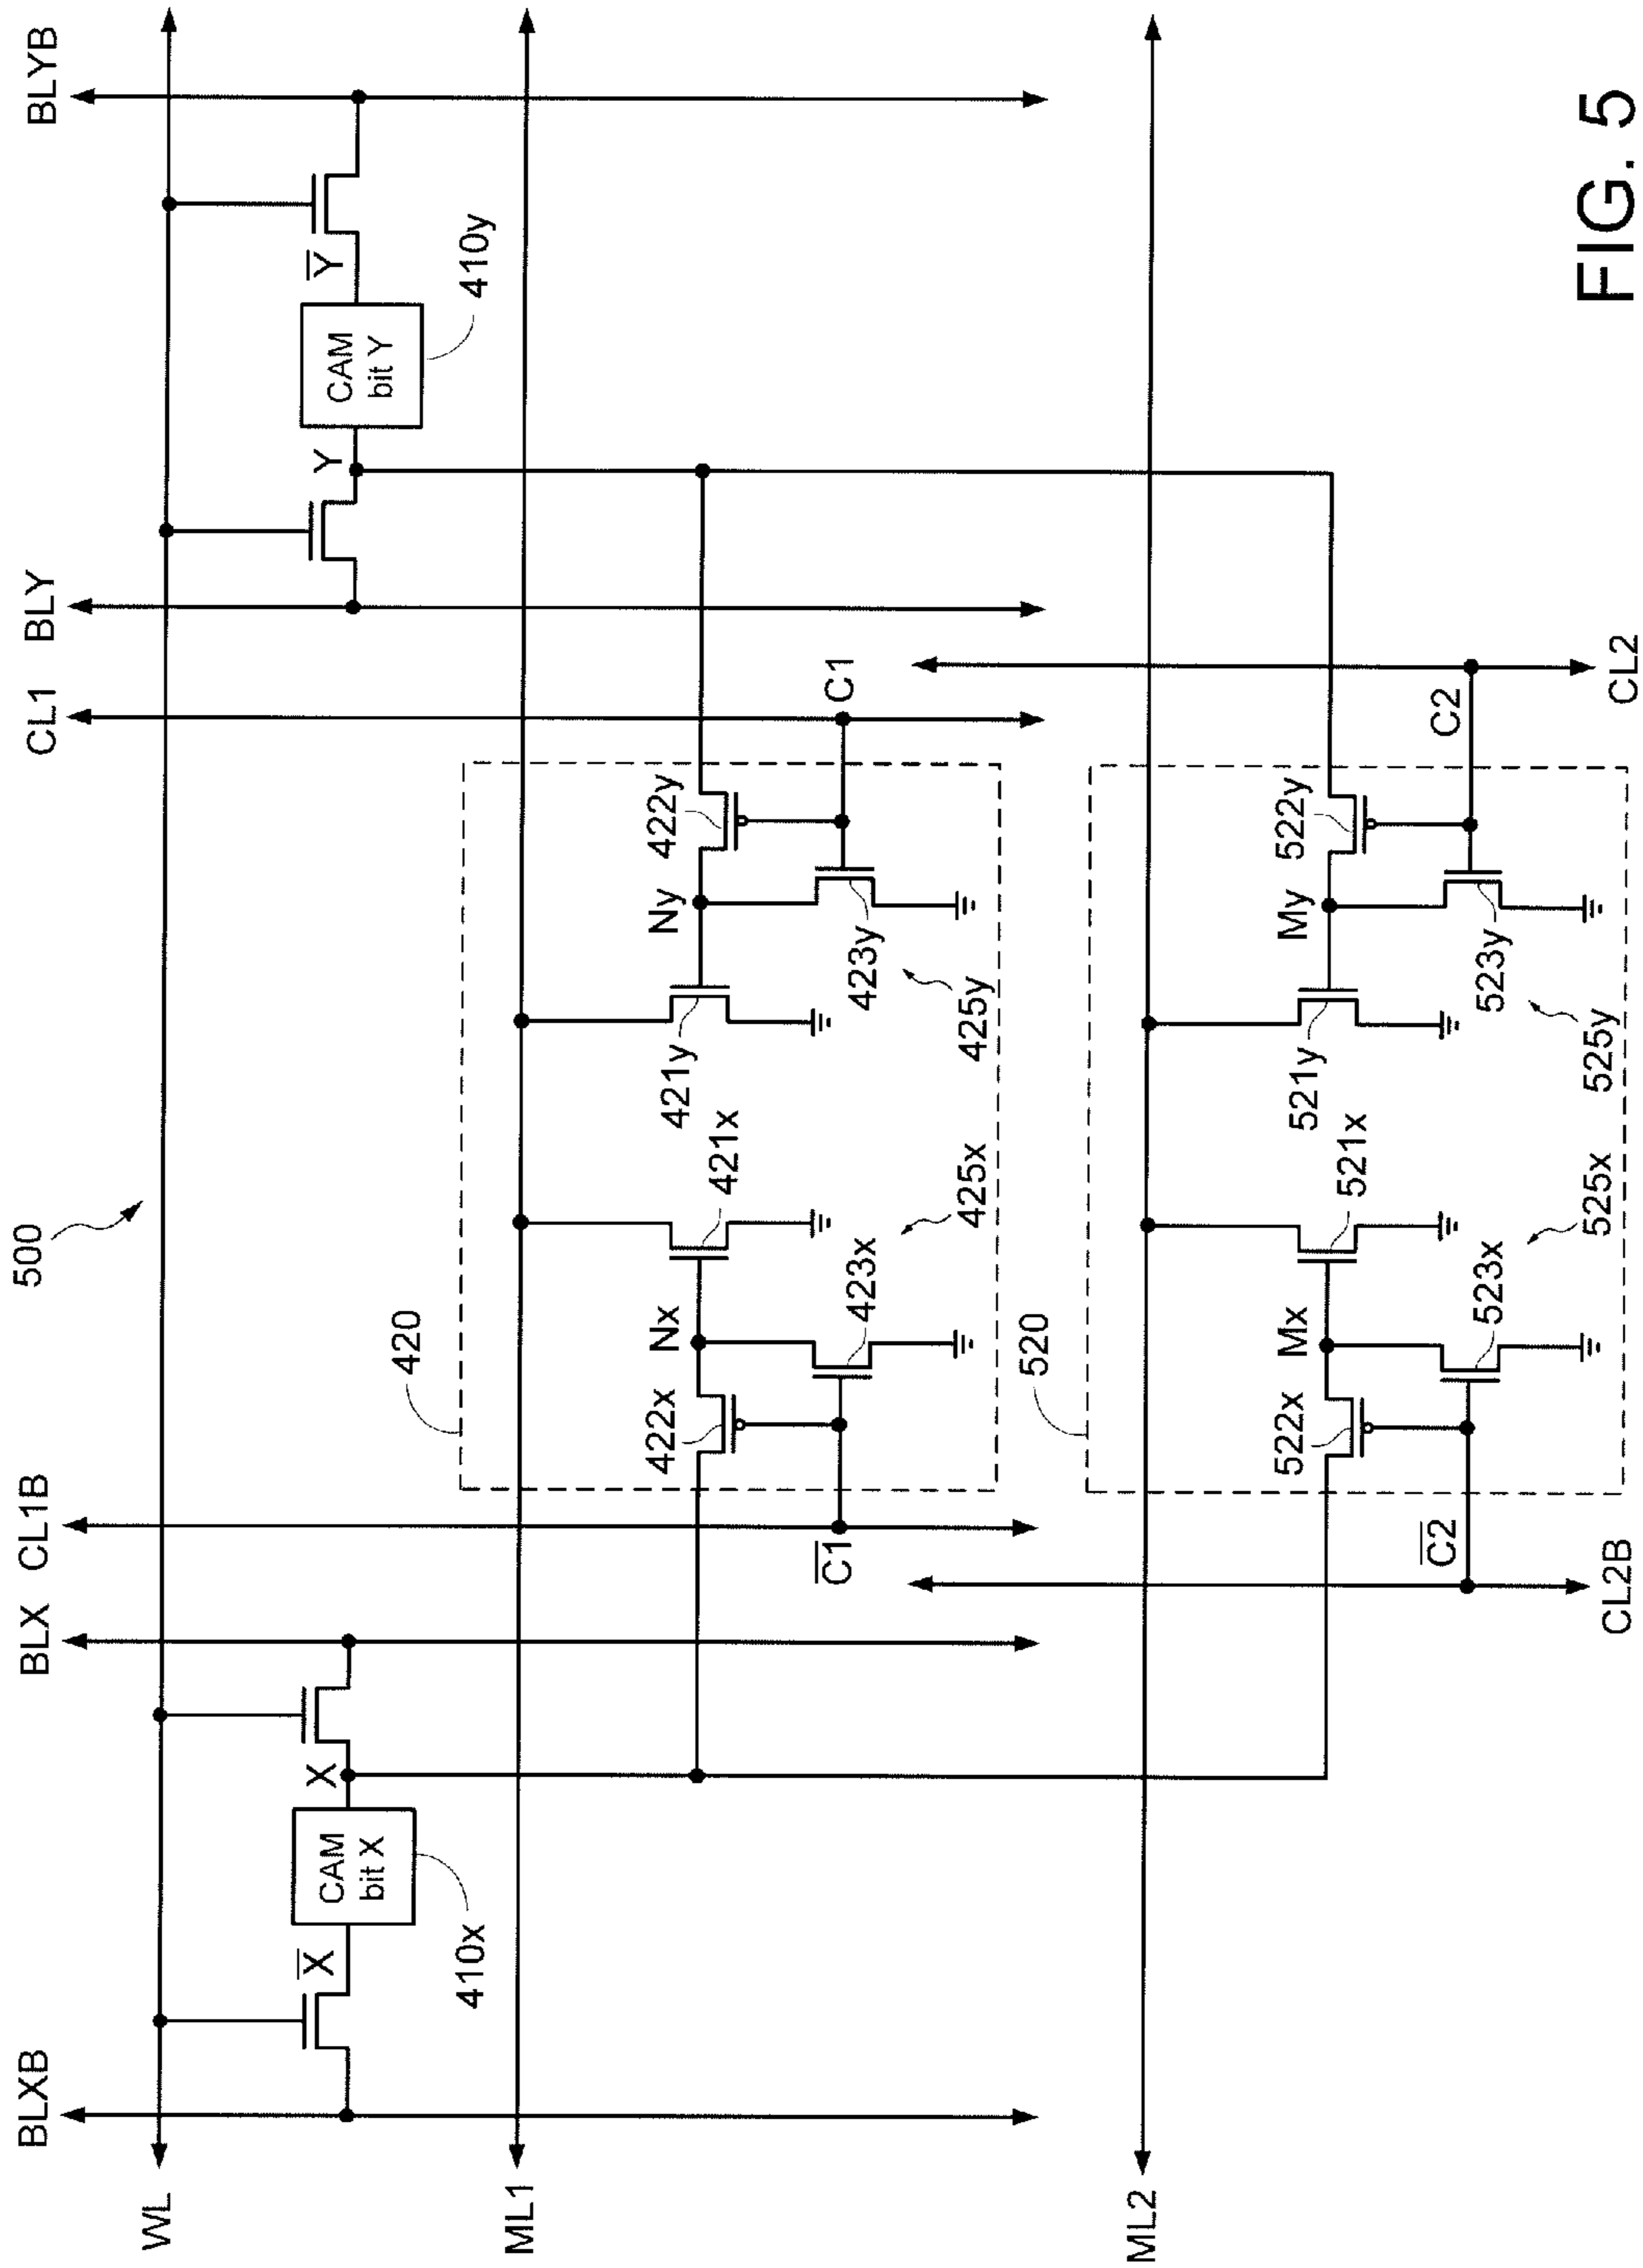 BLXB
BLX
CL1B
CL1
BLY
BLYB
500
WL
X̅
CAM
bit X
X
410x
Y
CAM
bit Y
Y̅
410y
ML1
420
422x
Nx
421x
421y
Ny
422y
C̅1̅
423x
425x
425y
423y
C1
ML2
520
522x
Mx
521x
521y
My
522y
C̅2̅
523x
525x
525y
523y
C2
CL2B
CL2
FIG. 5